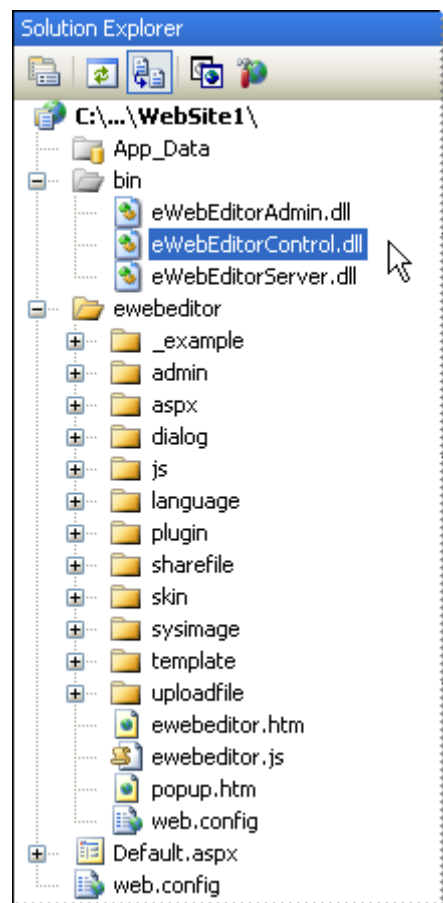 Solution Explorer
C:\...\WebSite1\
App_Data
bin
eWebEditorAdmin.dll
eWebEditorControl.dll
eWebEditorServer.dll
ewebeditor
_example
admin
aspx
dialog
js
language
plugin
sharefile
skin
sysimage
template
uploadfile
ewebeditor.htm
ewebeditor.js
popup.htm
web.config
Default.aspx
web.config